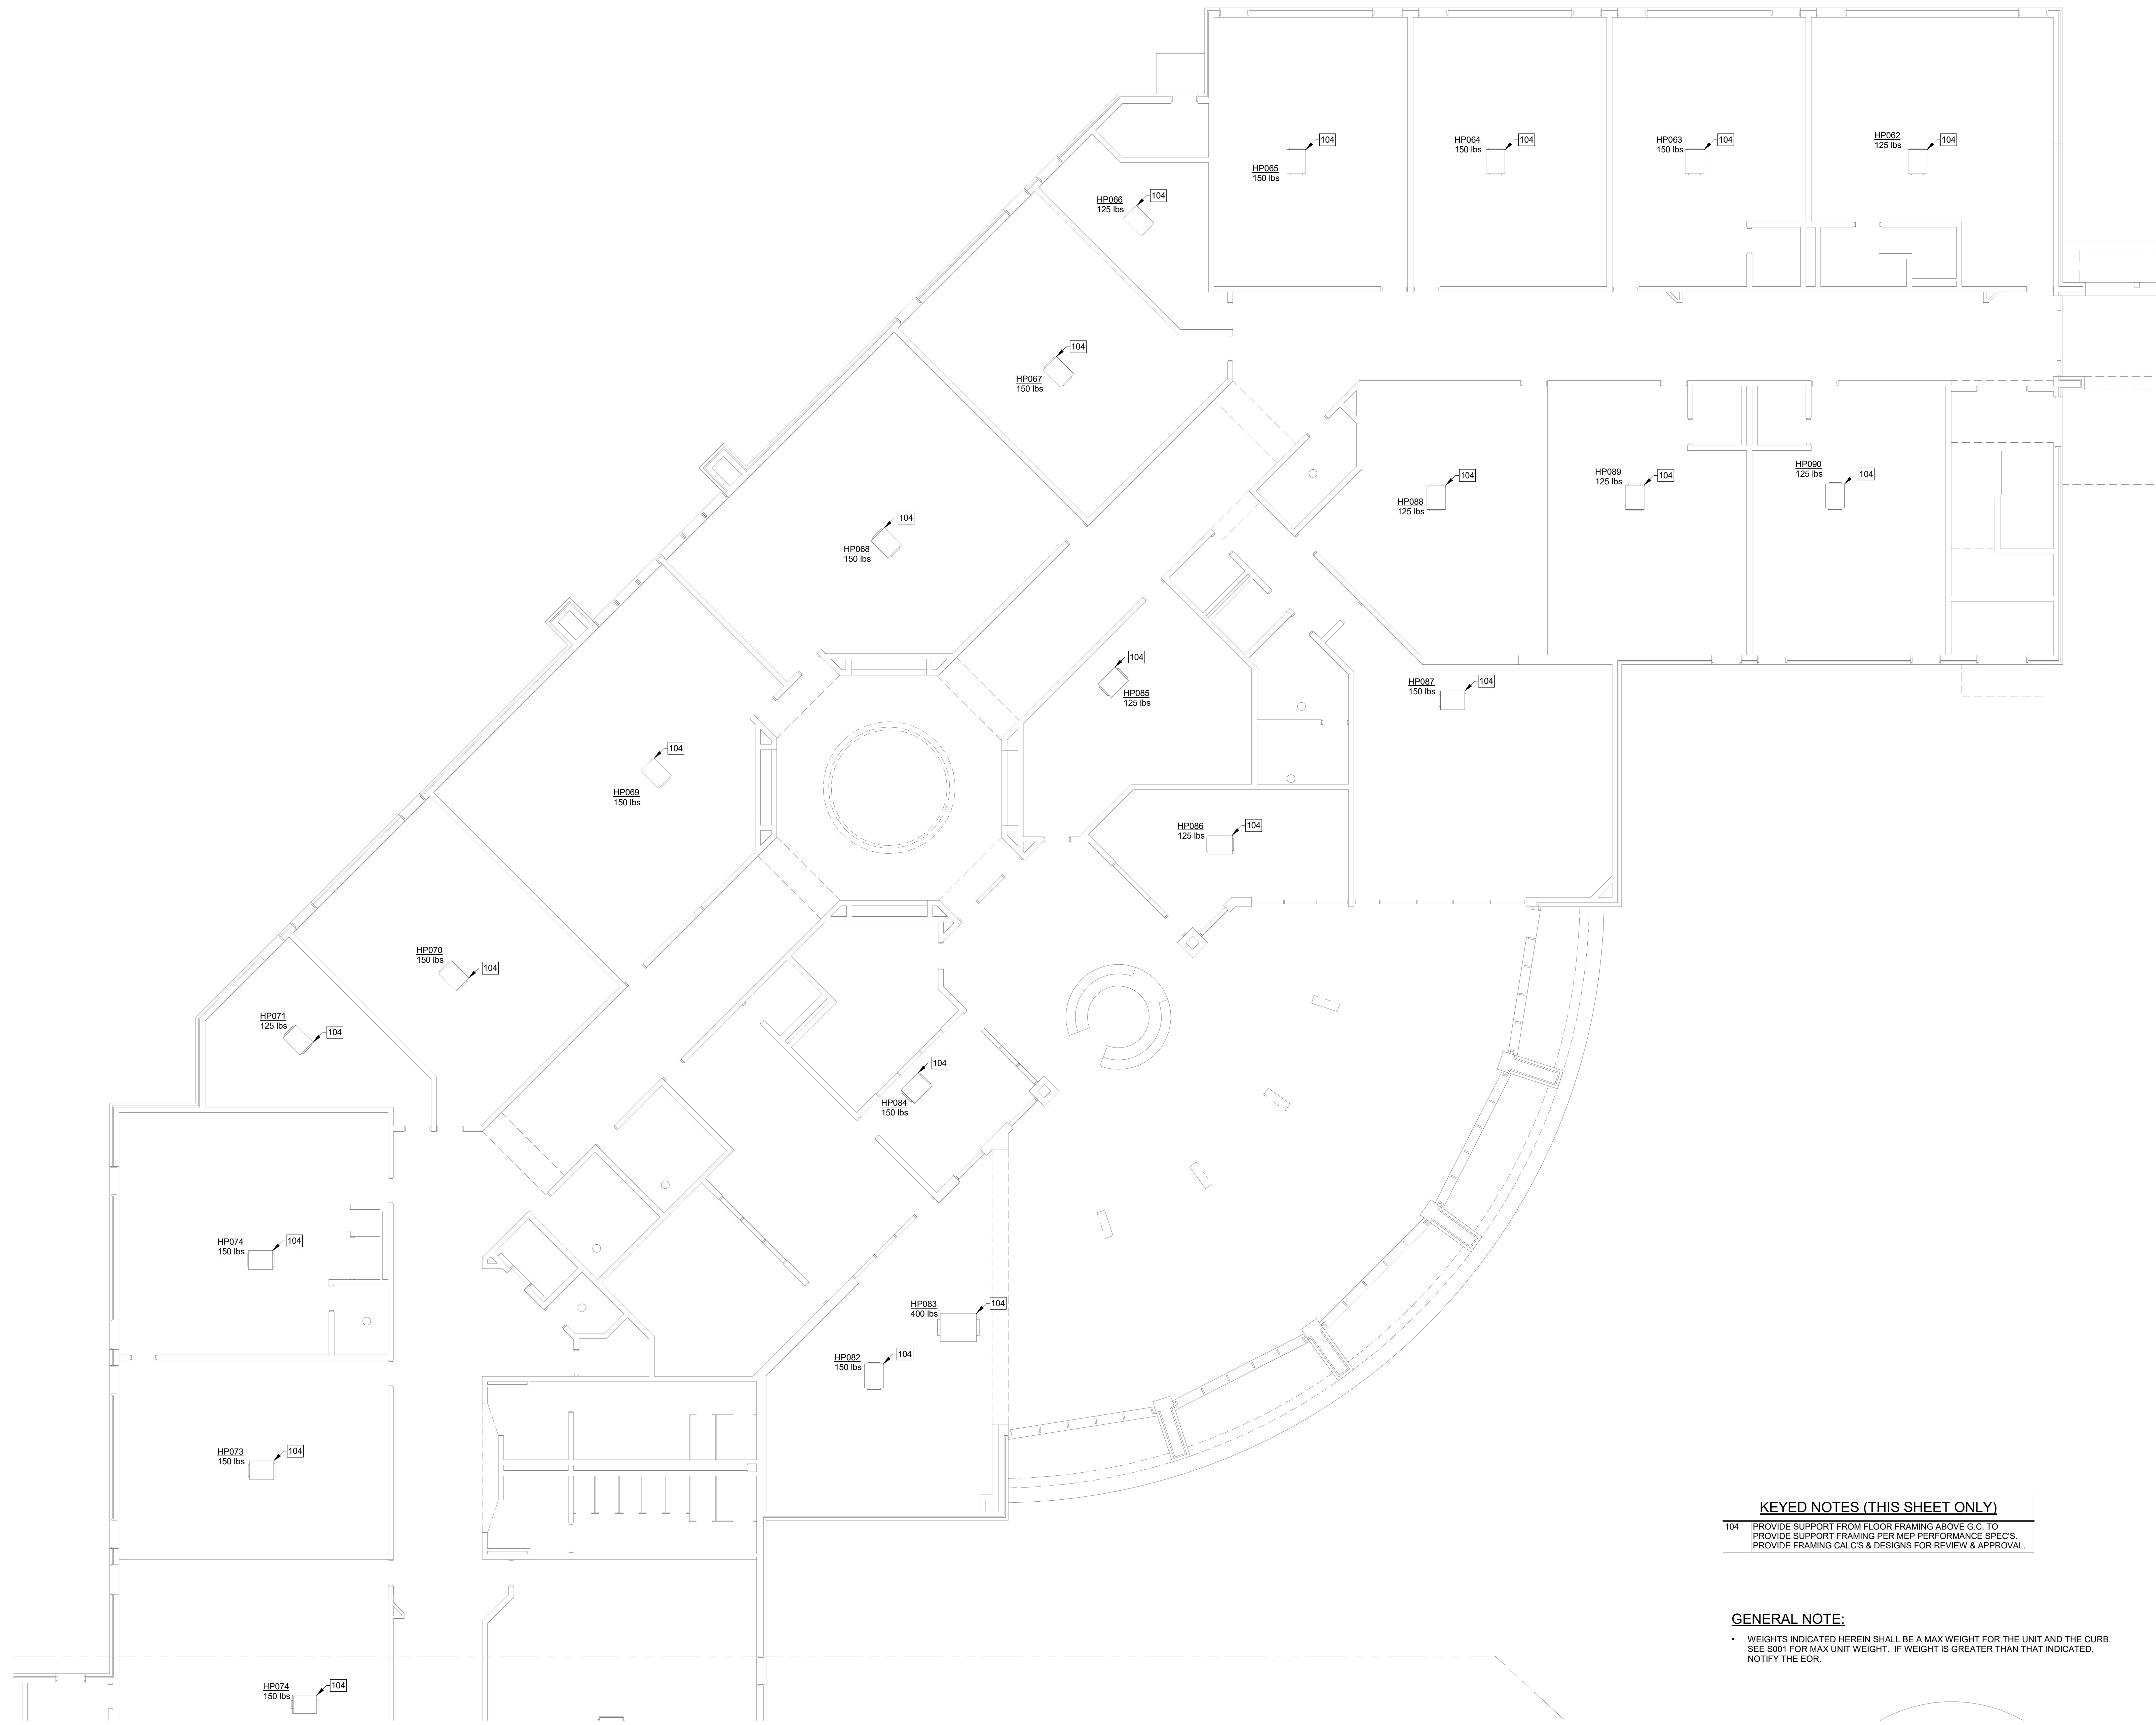 104
HP065
150 lbs
HP064
150 lbs
104
HP063
150 lbs
104
HP062
125 lbs
104
HP066
125 lbs
104
HP067
150 lbs
104
HP068
150 lbs
104
HP088
125 lbs
104
HP089
125 lbs
104
HP090
125 lbs
104
HP085
125 lbs
104
HP087
150 lbs
104
HP069
150 lbs
104
HP086
125 lbs
104
HP070
150 lbs
104
HP071
125 lbs
104
HP084
150 lbs
104
HP074
150 lbs
104
HP083
400 lbs
104
HP082
150 lbs
104
HP073
150 lbs
104
HP074
150 lbs
104
KEYED NOTES (THIS SHEET ONLY)
104 PROVIDE SUPPORT FROM FLOOR FRAMING ABOVE G.C. TO
PROVIDE SUPPORT FRAMING PER MEP PERFORMANCE SPEC'S.
PROVIDE FRAMING CALC'S & DESIGNS FOR REVIEW & APPROVAL.
GENERAL NOTE:
• WEIGHTS INDICATED HEREIN SHALL BE A MAX WEIGHT FOR THE UNIT AND THE CURB.
SEE S001 FOR MAX UNIT WEIGHT. IF WEIGHT IS GREATER THAN THAT INDICATED,
NOTIFY THE EOR.